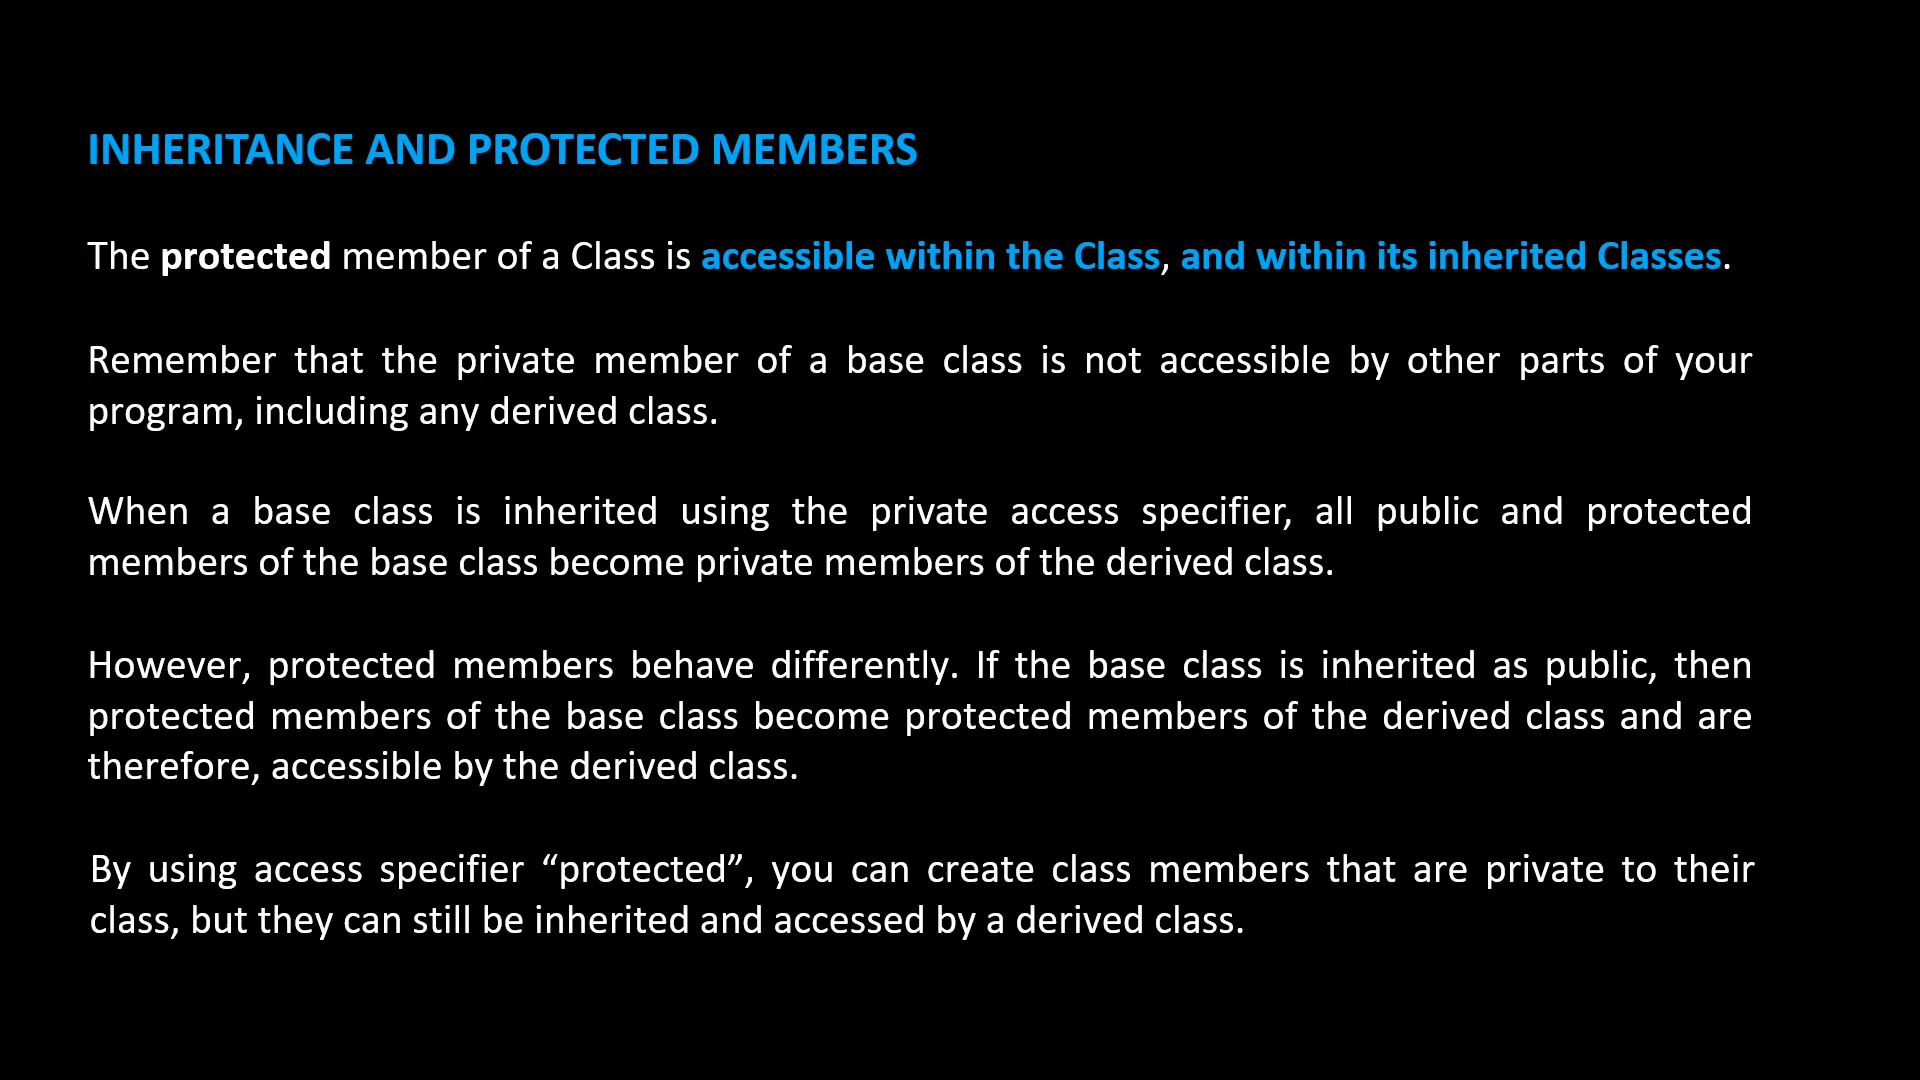 INHERITANCE AND PROTECTED MEMBERS
The protected member of a Class is accessible within the Class, and within its inherited Classes.
Remember that the private member of a base class is not accessible by other parts of your
program, including any derived class.
When a base class is inherited using the private access specifier, all public and protected
members of the base class become private members of the derived class.
However, protected members behave differently. If the base class is inherited as public, then
protected members of the base class become protected members of the derived class and are
therefore, accessible by the derived class.
By using access specifier “protected”, you can create class members that are private to their
class, but they can still be inherited and accessed by a derived class.